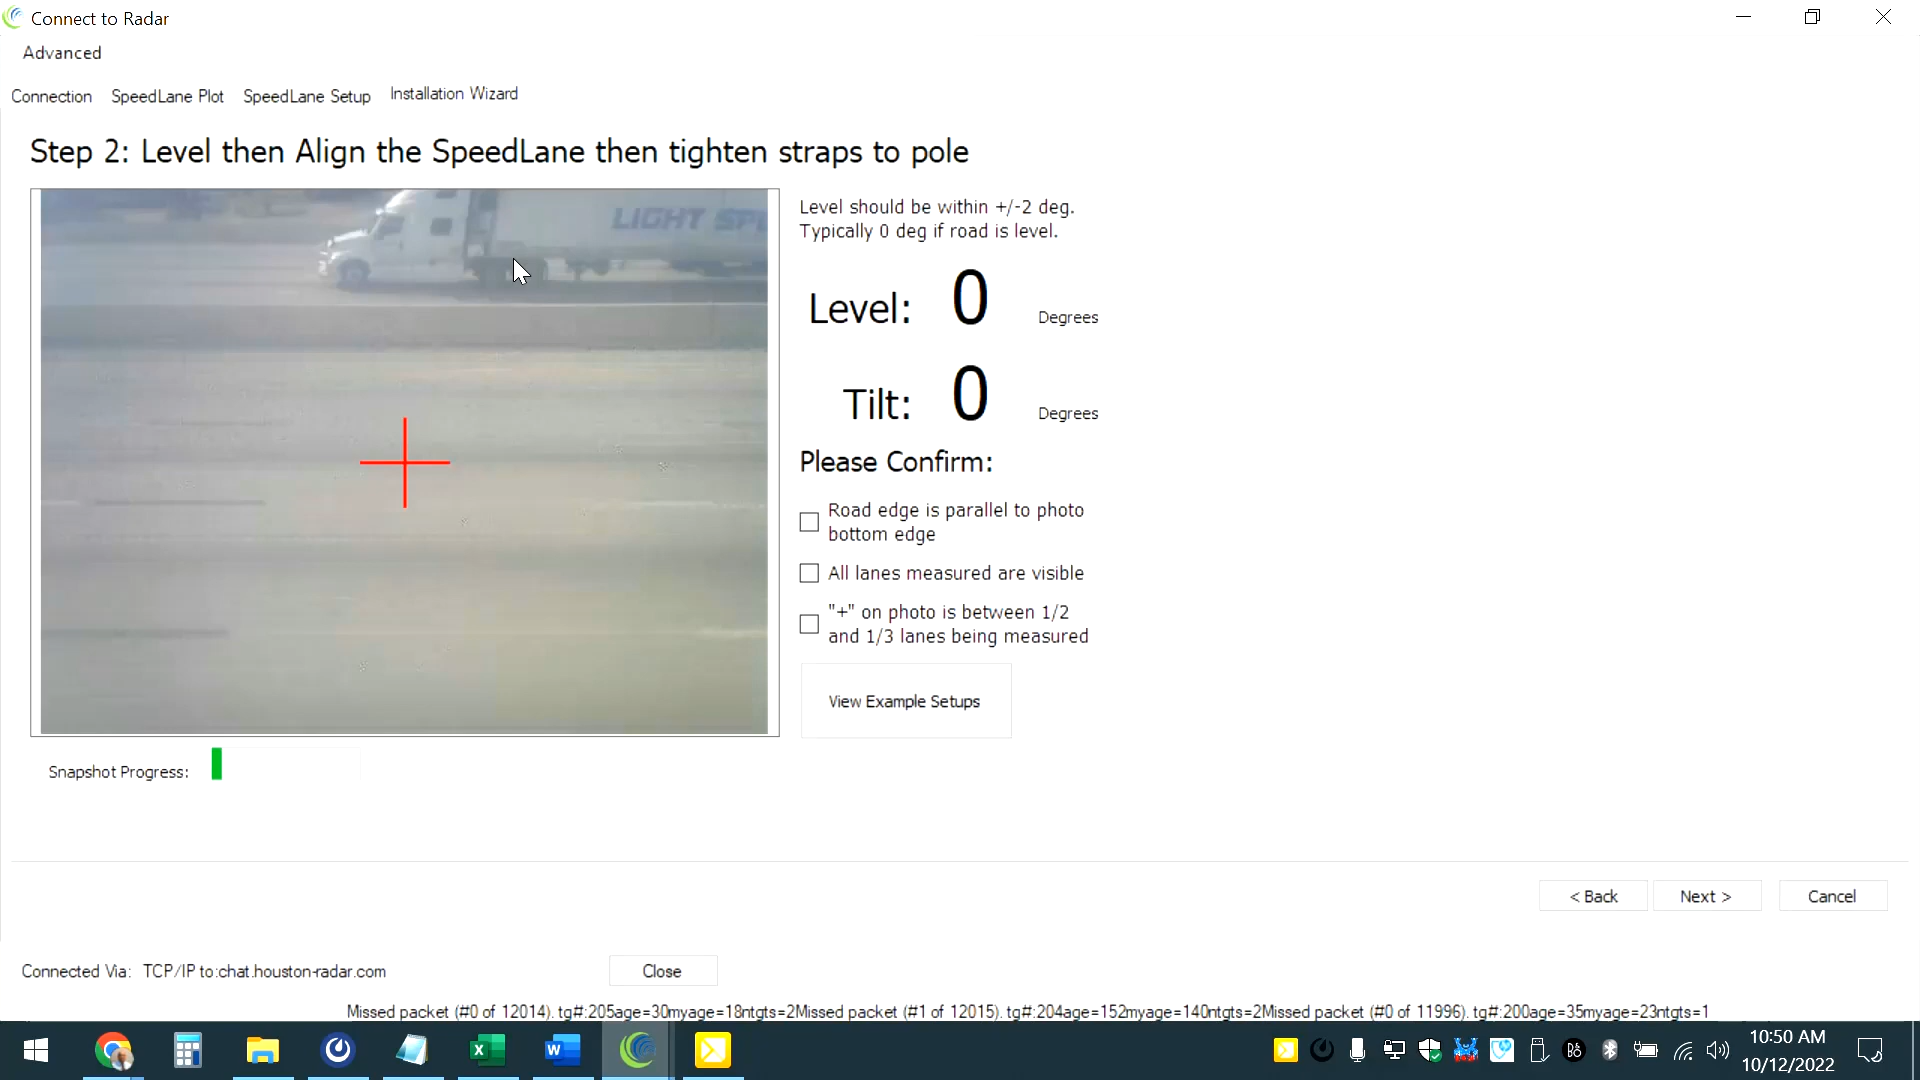 Connect to Radar
Advanced
Connection SpeedLane Plot SpeedLane Setup Installation Wizard
Step 2: Level then Align the SpeedLane then tighten straps to pole
LIGHT
Level should be within +/-2 deg.
Typically 0 deg if road is level.
Level: 0 Degrees
Tilt: 0 Degrees
Please Confirm:
Road edge is parallel to photo
bottom edge
All lanes measured are visible
"+" on photo is between 1/2
and 1/3 lanes being measured
View Example Setups
Snapshot Progress:
< Back Next > Cancel
Connected Via: TCP/IP to:chat.houston-radar.com Close
Missed packet (#0 of 12014). tg#:205age=30myage=18ntgts=2Missed packet (#1 of 12015). tg#:204age=152myage=140ntgts=2Missed packet (#0 of 11996). tg#:200age=35myage=23ntgts=1
10:50 AM
10/12/2022